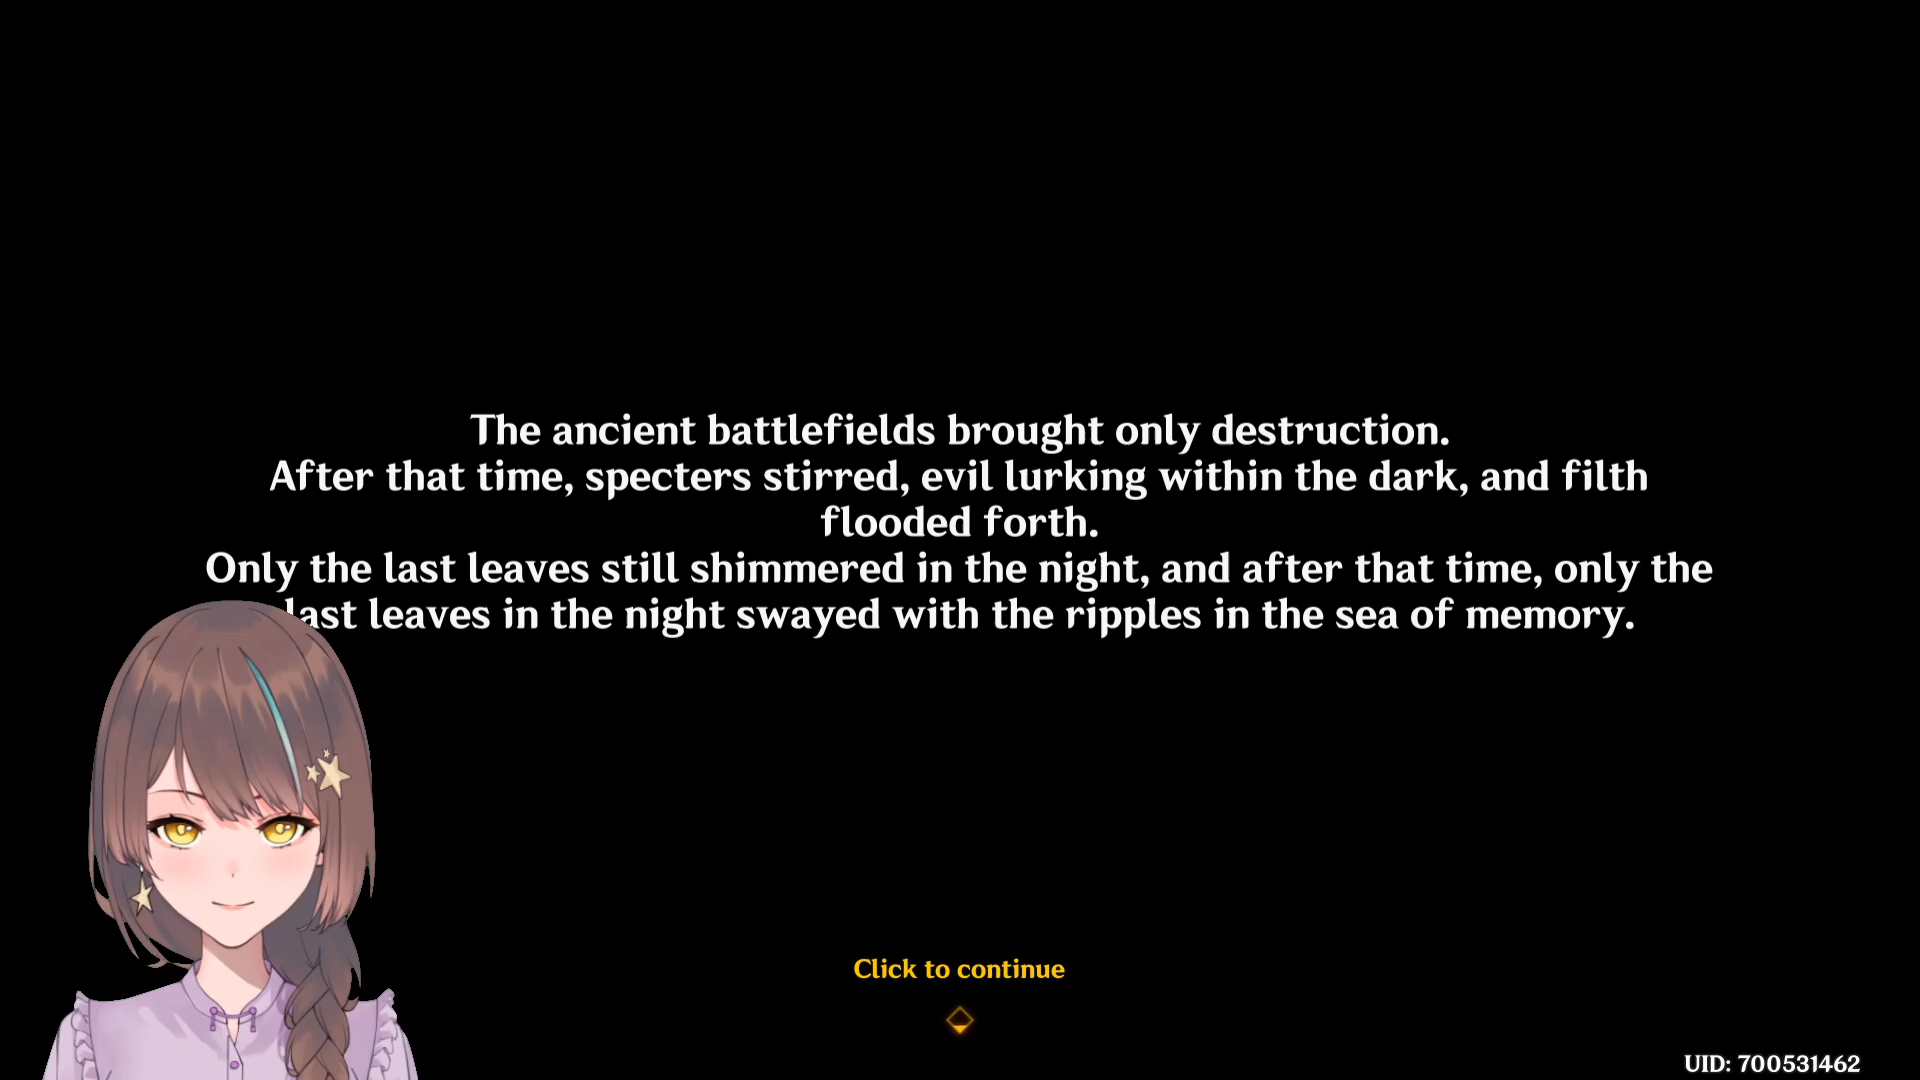 The ancient battlefields brought only destruction.
After that time, specters stirred, evil lurking within the dark, and filth
flooded forth.
Only the last leaves still shimmered in the night, and after that time, only the
last leaves in the night swayed with the ripples in the sea of memory.
Click to continue
UID: 700531462